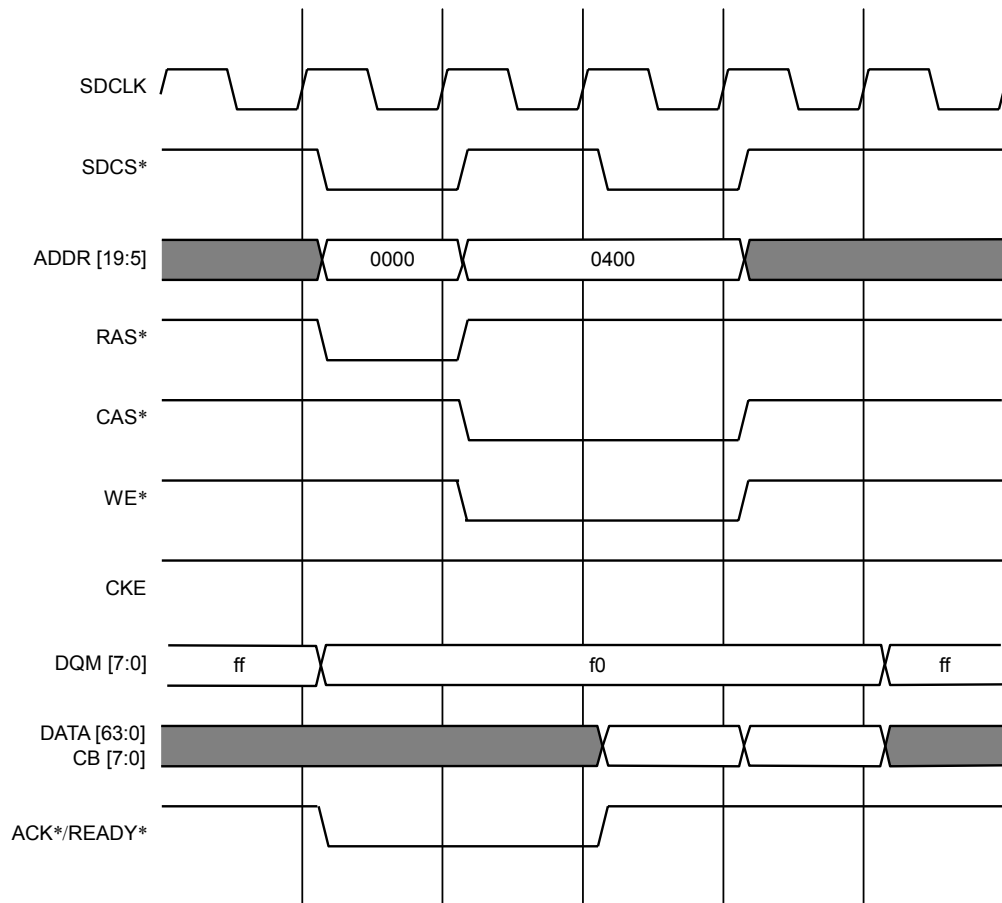 SDCLK
SDCS*
ADDR [19:5] 0000 0400
RAS*
CAS*
WE*
CKE
DQM [7:0] ff f0 ff
DATA [63:0]
CB [7:0]
ACK*/READY*